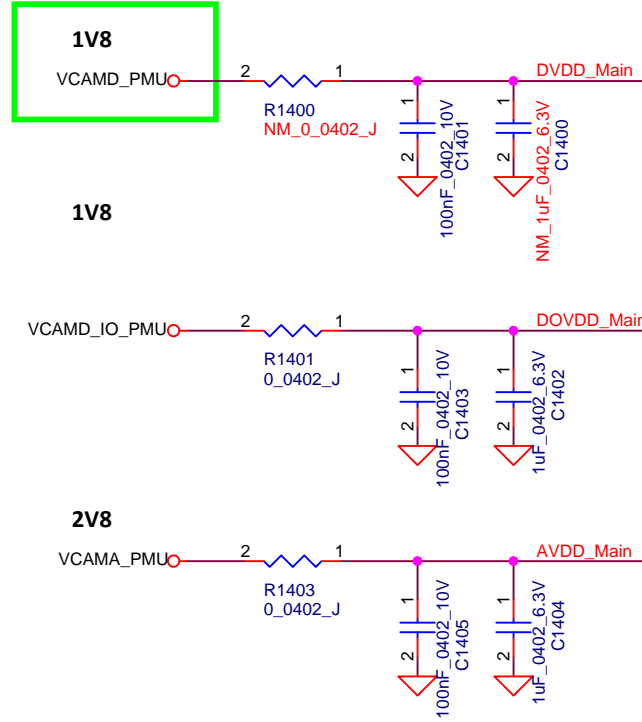 1V8
VCAMD_PMU
2
1
DVDD_Main
R1400
NM_0_0402_J
1
2
100nF_0402_10V
C1401
1
2
NM_1uF_0402_6.3V
C1400
1V8
VCAMD_IO_PMU
2
1
DOVDD_Main
R1401
0_0402_J
1
2
100nF_0402_10V
C1403
1
2
1uF_0402_6.3V
C1402
2V8
VCAMA_PMU
2
1
AVDD_Main
R1403
0_0402_J
1
2
100nF_0402_10V
C1405
1
2
1uF_0402_6.3V
C1404